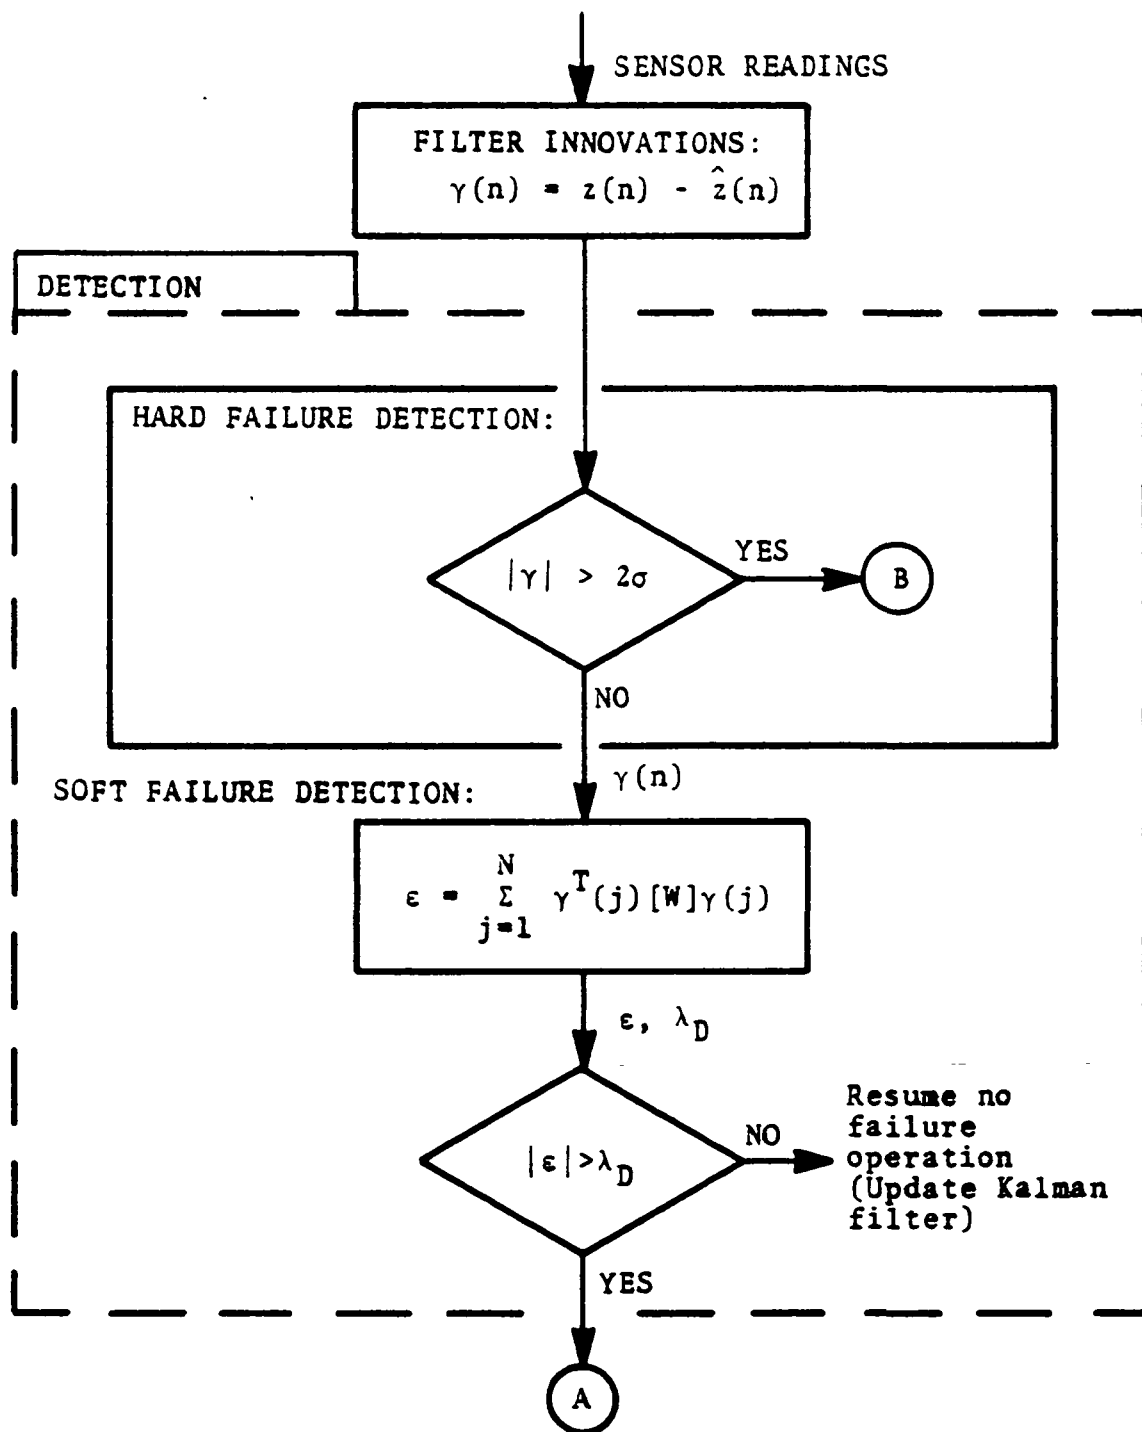 SENSOR READINGS
FILTER INNOVATIONS:
γ(n) = z(n) - ẑ(n)
DETECTION
HARD FAILURE DETECTION:
|γ| > 2σ
YES
B
NO
γ(n)
SOFT FAILURE DETECTION:
N
ε = Σ γ^T(j)[W]γ(j)
j=1
ε, λ_D
|ε|>λ_D
NO
Resume no
failure
operation
(Update Kalman
filter)
YES
A